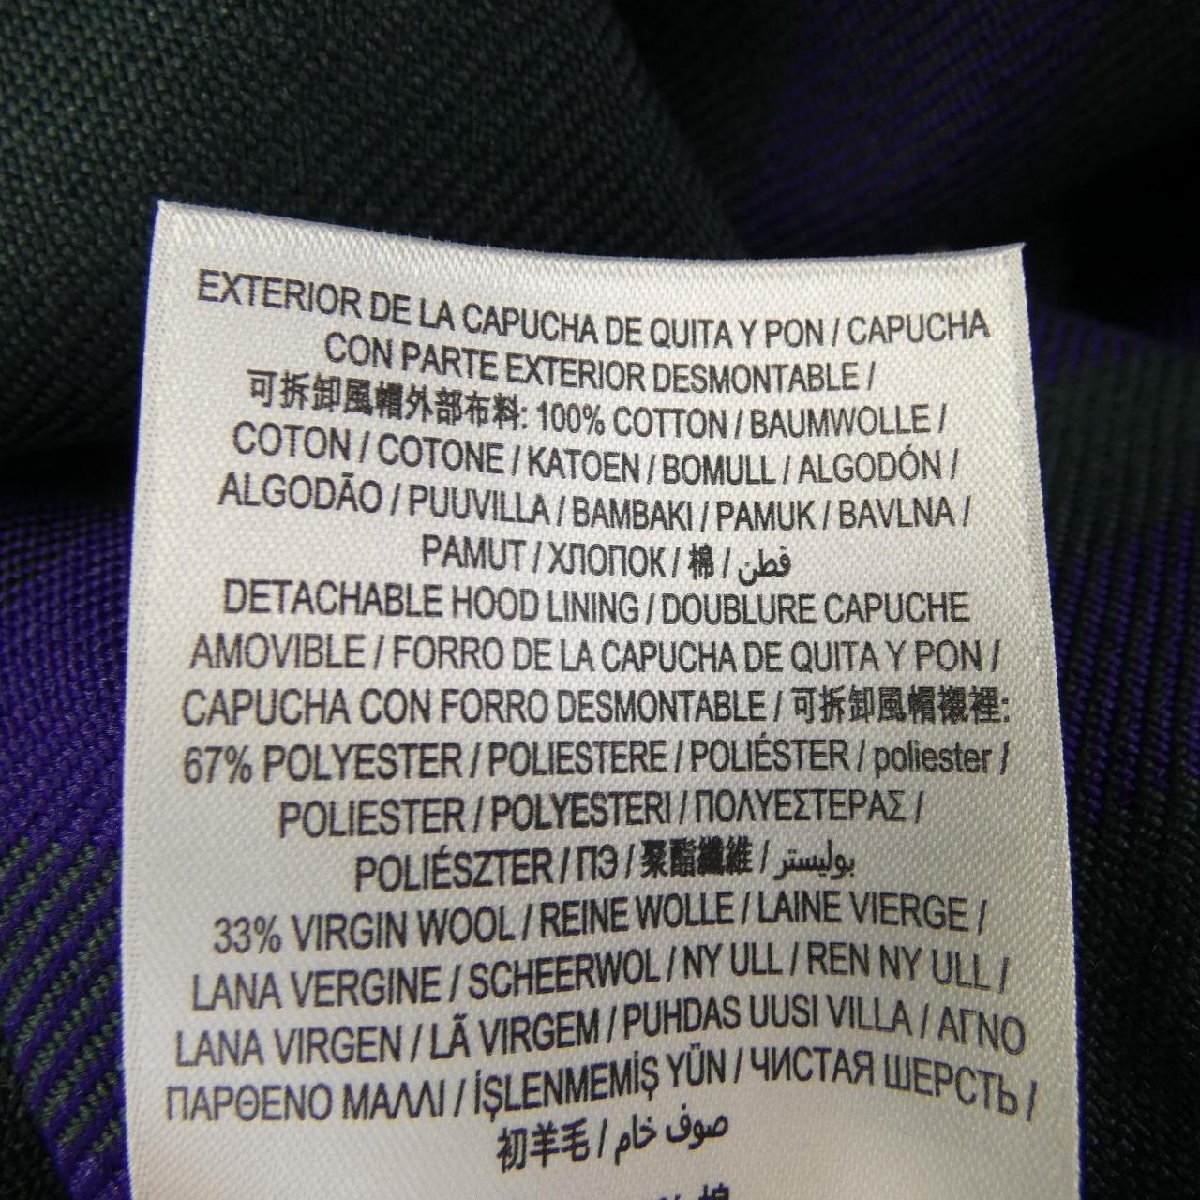 EXTERIOR DE LA CAPUCHA DE QUITA Y PON / CAPUCHA
CON PARTE EXTERIOR DESMONTABLE /
可拆卸風帽外部布料: 100% COTTON / BAUMWOLLE /
COTON / COTONE / KATOEN / BOMULL / ALGODÓN /
ALGODÃO / PUUVILLA / BAMBAKI / PAMUK / BAVLNA /
PAMUT / ХЛОПОК / 棉 / قطن
DETACHABLE HOOD LINING / DOUBLURE CAPUCHE
AMOVIBLE / FORRO DE LA CAPUCHA DE QUITA Y PON /
CAPUCHA CON FORRO DESMONTABLE / 可拆卸風帽襯裡:
67% POLYESTER / POLIESTERE / POLIÉSTER / poliester /
POLIESTER / POLYESTERI / ΠΟΛΥΕΣΤΕΡΑΣ /
POLIÉSZTER / ПЭ / 聚酯纖維 / بوليستر
33% VIRGIN WOOL / REINE WOLLE / LAINE VIERGE /
LANA VERGINE / SCHEERWOL / NY ULL / REN NY ULL /
LANA VIRGEN / LÃ VIRGEM / PUHDAS UUSI VILLA / ΑΓΝΟ
ΠΑΡΘΕΝΟ ΜΑΛΛΙ / İŞLENMEMİŞ YÜN / ЧИСТАЯ ШЕРСТЬ /
初羊毛 / صوف خام